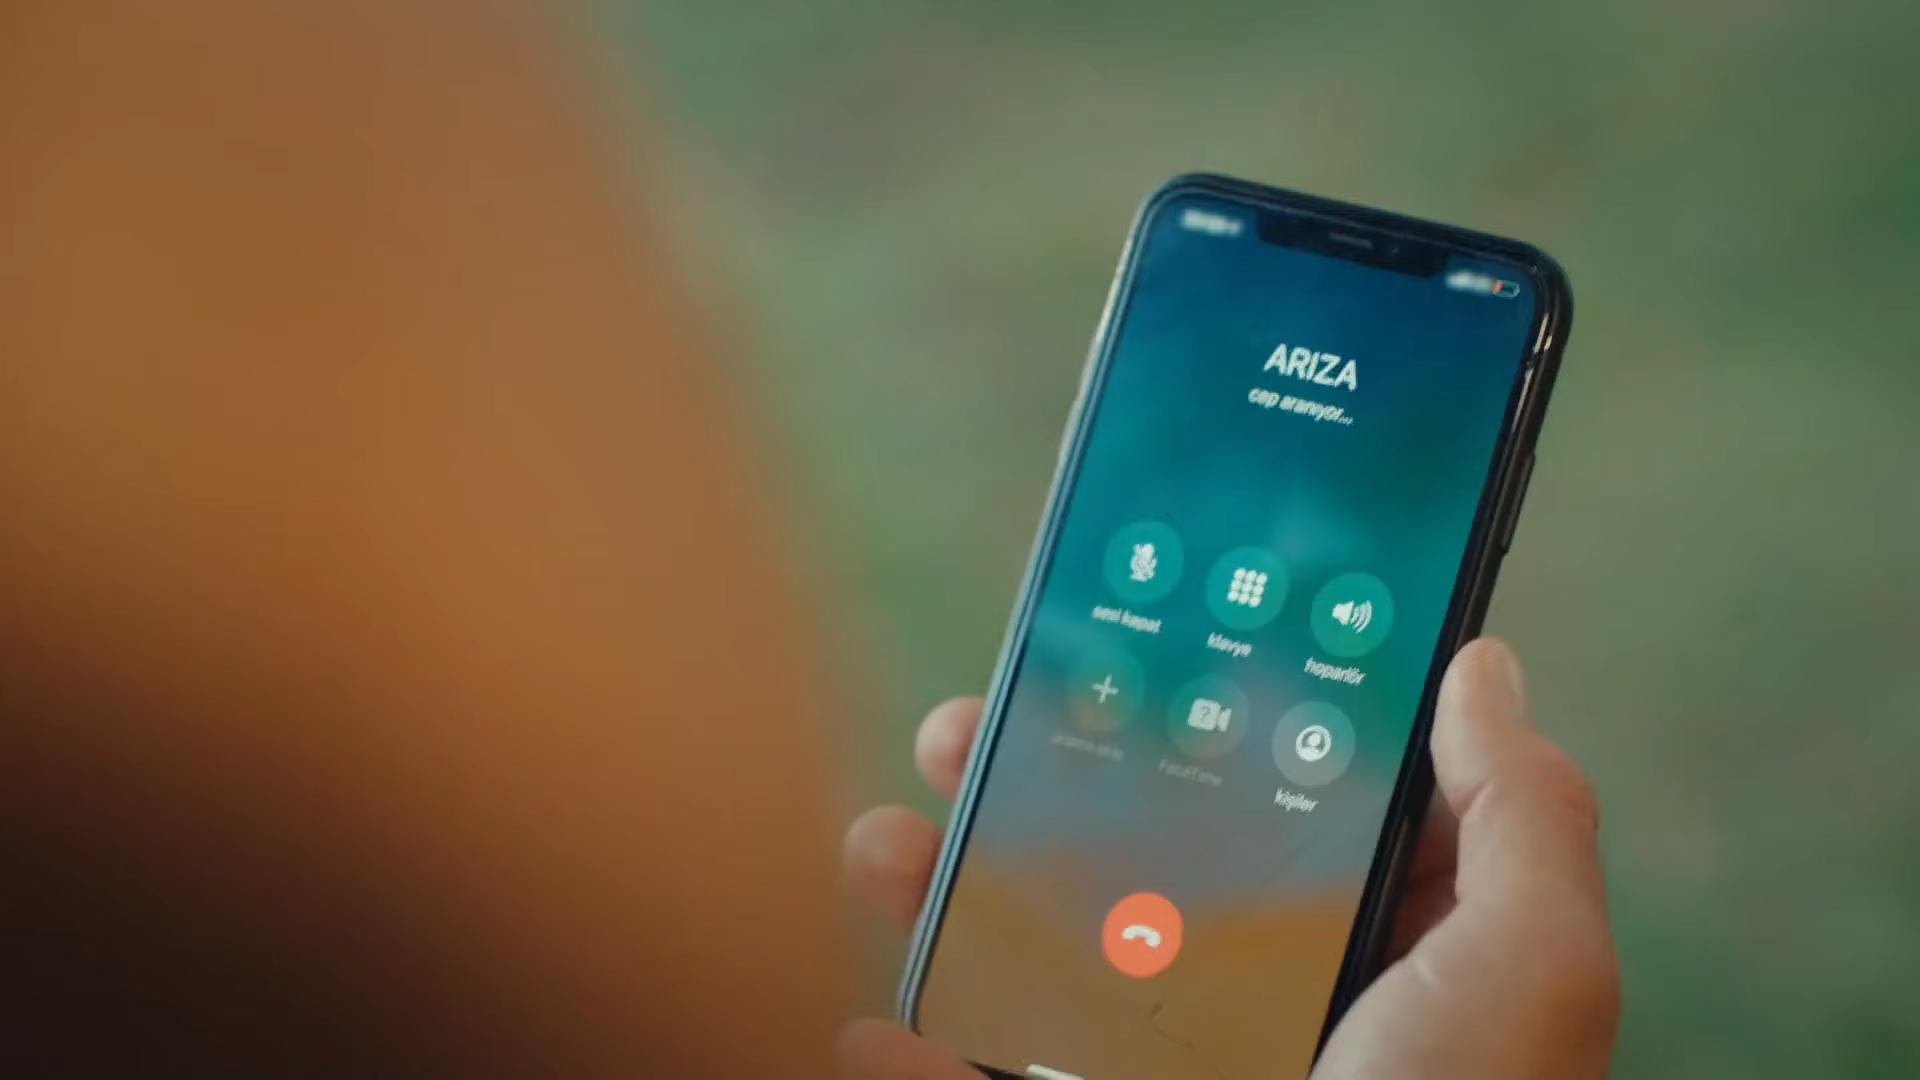 ARIZA
cep aranıyor...
sesi kapat
klavye
hoparlör
FaceTime
kişiler